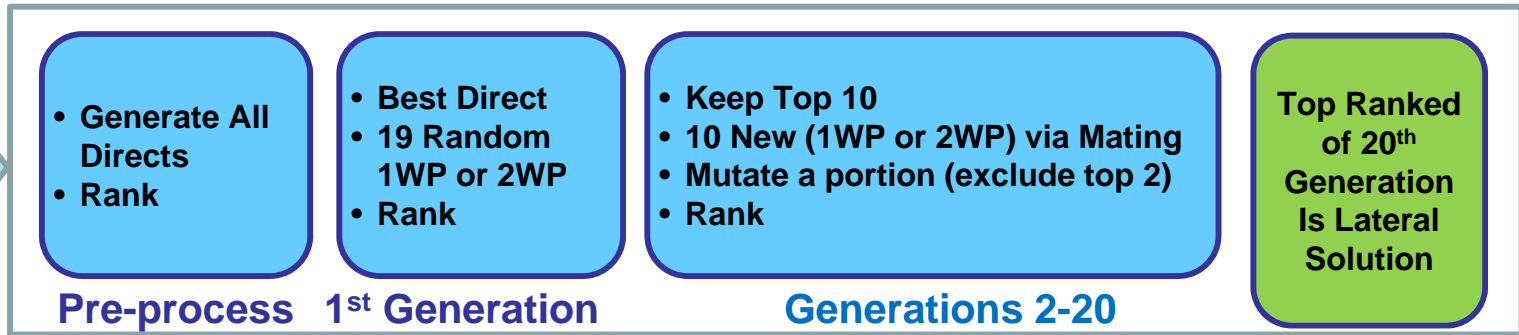 • Generate All
Directs
• Rank
Pre-process
• Best Direct
• 19 Random
1WP or 2WP
• Rank
1st Generation
• Keep Top 10
• 10 New (1WP or 2WP) via Mating
• Mutate a portion (exclude top 2)
• Rank
Generations 2-20
Top Ranked
of 20th
Generation
Is Lateral
Solution